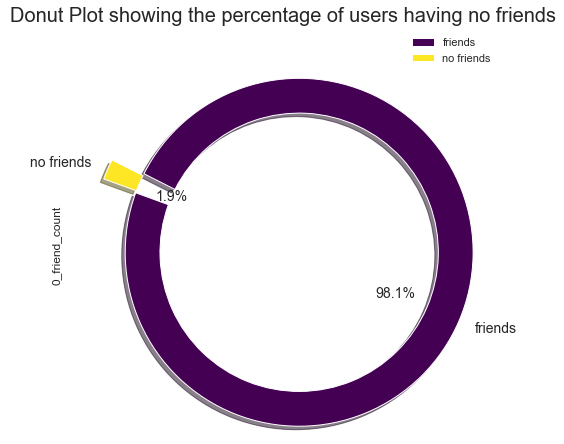 Donut Plot showing the percentage of users having no friends
friends
no friends
no friends
1.9%
0_friend_count
98.1%
friends